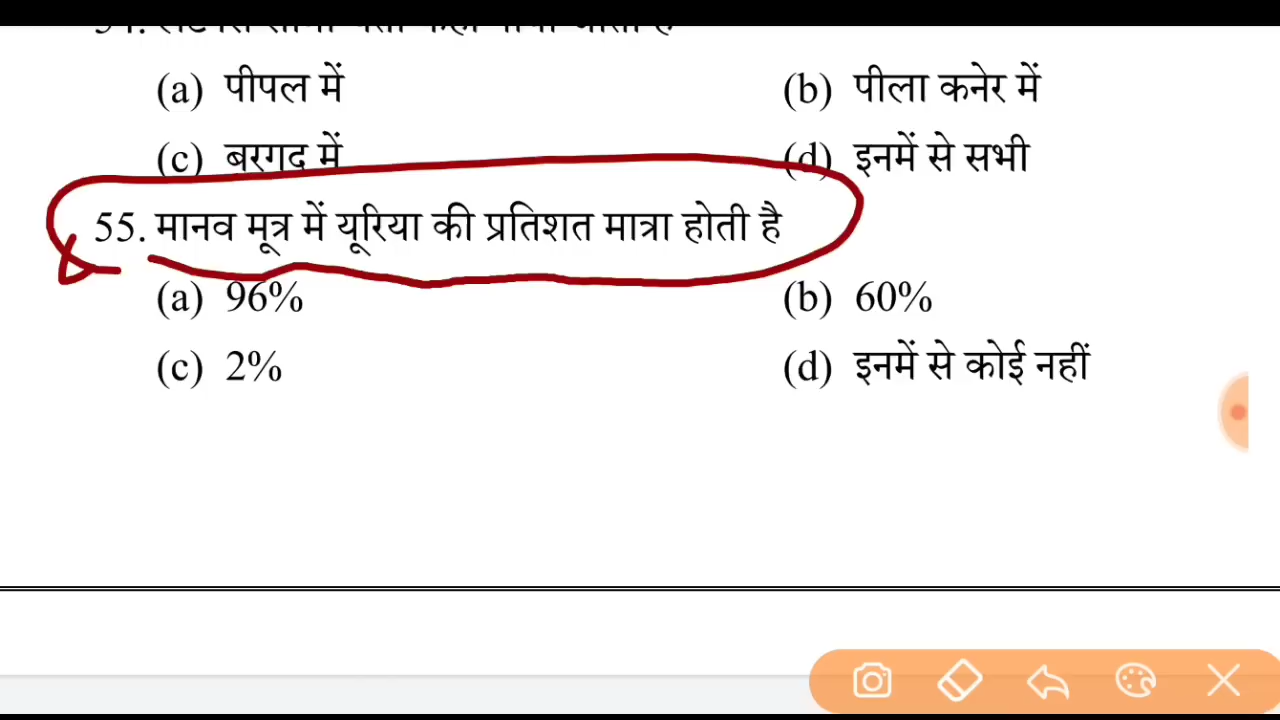 (a) पीपल में (b) पीला कनेर में
(c) बरगद में (d) इनमें से सभी
55. मानव मूत्र में यूरिया की प्रतिशत मात्रा होती है
(a) 96% (b) 60%
(c) 2% (d) इनमें से कोई नहीं